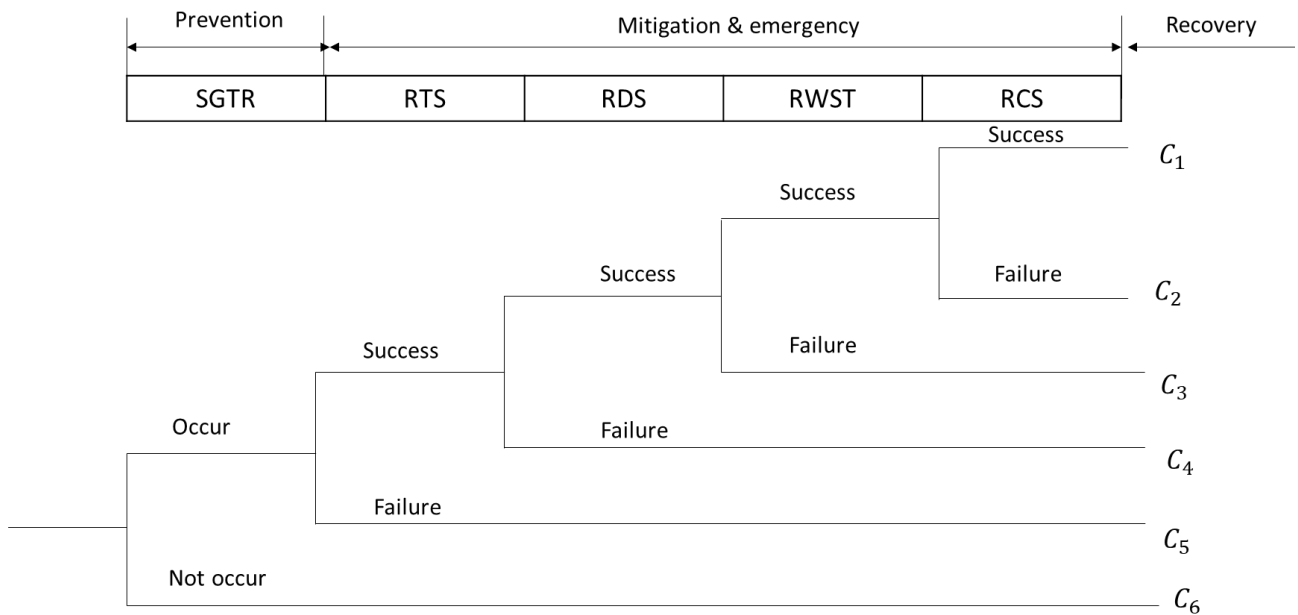 Prevention Mitigation & emergency Recovery
SGTR RTS RDS RWST RCS
Success C₁
Success
Success Failure C₂
Success Failure C₃
Occur Failure C₄
Failure C₅
Not occur C₆